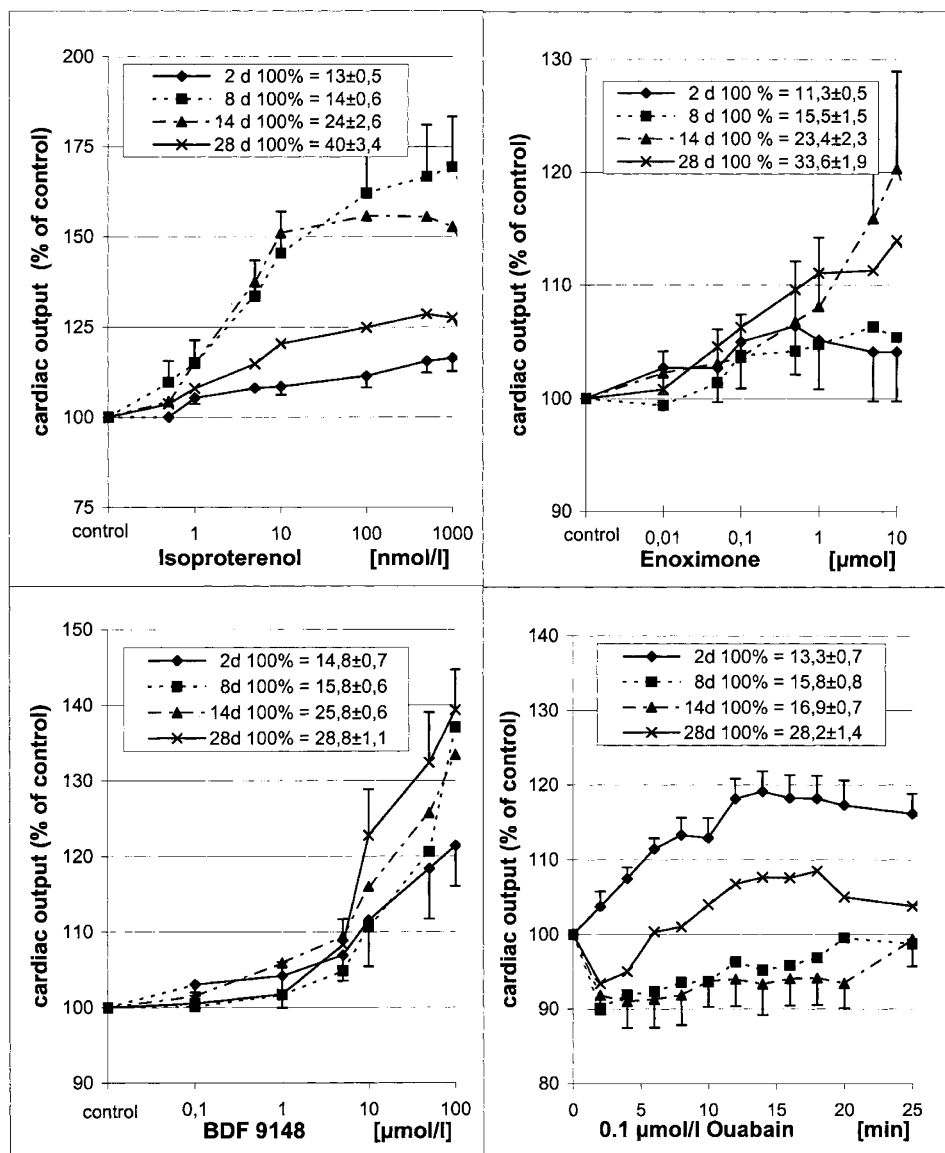 200
175
150
125
100
75
cardiac output (% of control)
2 d 100% = 13±0,5
8 d 100% = 14±0,6
14 d 100% = 24±2,6
28 d 100% = 40±3,4
control 1 10 100 1000
Isoproterenol [nmol/l]
130
120
110
100
90
cardiac output (% of control)
2 d 100 % = 11,3±0,5
8 d 100 % = 15,5±1,5
14 d 100 % = 23,4±2,3
28 d 100 % = 33,6±1,9
control 0,01 0,1 1 10
Enoximone [µmol]
150
140
130
120
110
100
90
cardiac output (% of control)
2d 100% = 14,8±0,7
8d 100% = 15,8±0,6
14d 100% = 25,8±0,6
28d 100% = 28,8±1,1
control 0,1 1 10 100
BDF 9148 [µmol/l]
140
130
120
110
100
90
80
cardiac output (% of control)
2d 100% = 13,3±0,7
8d 100% = 15,8±0,8
14d 100% = 16,9±0,7
28d 100% = 28,2±1,4
0 5 10 15 20 25
0.1 µmol/l Ouabain [min]